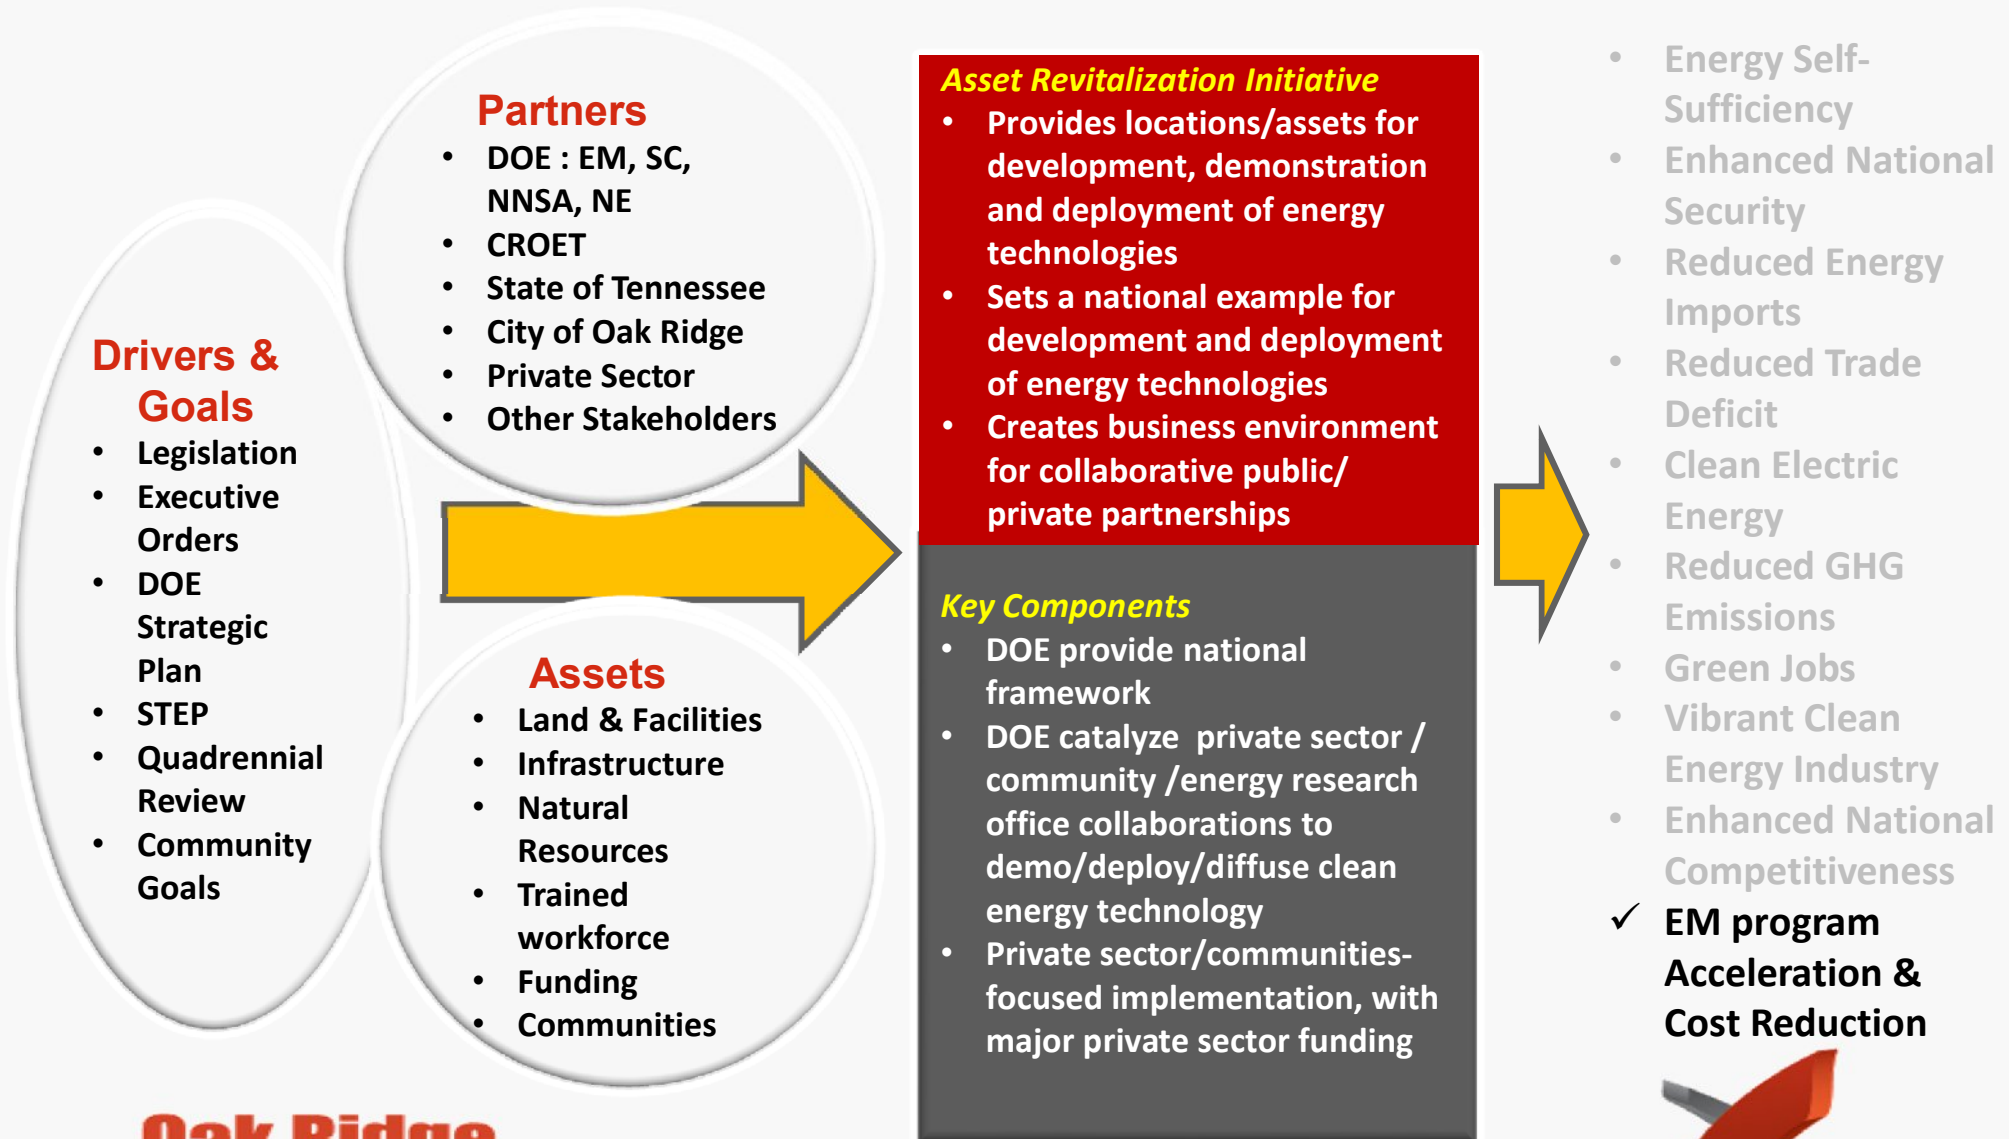 Drivers &
Goals
• Legislation
• Executive
Orders
• DOE
Strategic
Plan
• STEP
• Quadrennial
Review
• Community
Goals
Partners
• DOE : EM, SC,
NNSA, NE
• CROET
• State of Tennessee
• City of Oak Ridge
• Private Sector
• Other Stakeholders
Assets
• Land & Facilities
• Infrastructure
• Natural
Resources
• Trained
workforce
• Funding
• Communities
Asset Revitalization Initiative
• Provides locations/assets for
development, demonstration
and deployment of energy
technologies
• Sets a national example for
development and deployment
of energy technologies
• Creates business environment
for collaborative public/
private partnerships
Key Components
• DOE provide national
framework
• DOE catalyze  private sector /
community /energy research
office collaborations to
demo/deploy/diffuse clean
energy technology
• Private sector/communities-
focused implementation, with
major private sector funding
• Energy Self-
Sufficiency
• Enhanced National
Security
• Reduced Energy
Imports
• Reduced Trade
Deficit
• Clean Electric
Energy
• Reduced GHG
Emissions
• Green Jobs
• Vibrant Clean
Energy Industry
• Enhanced National
Competitiveness
✓ EM program
Acceleration &
Cost Reduction
Oak Ridge